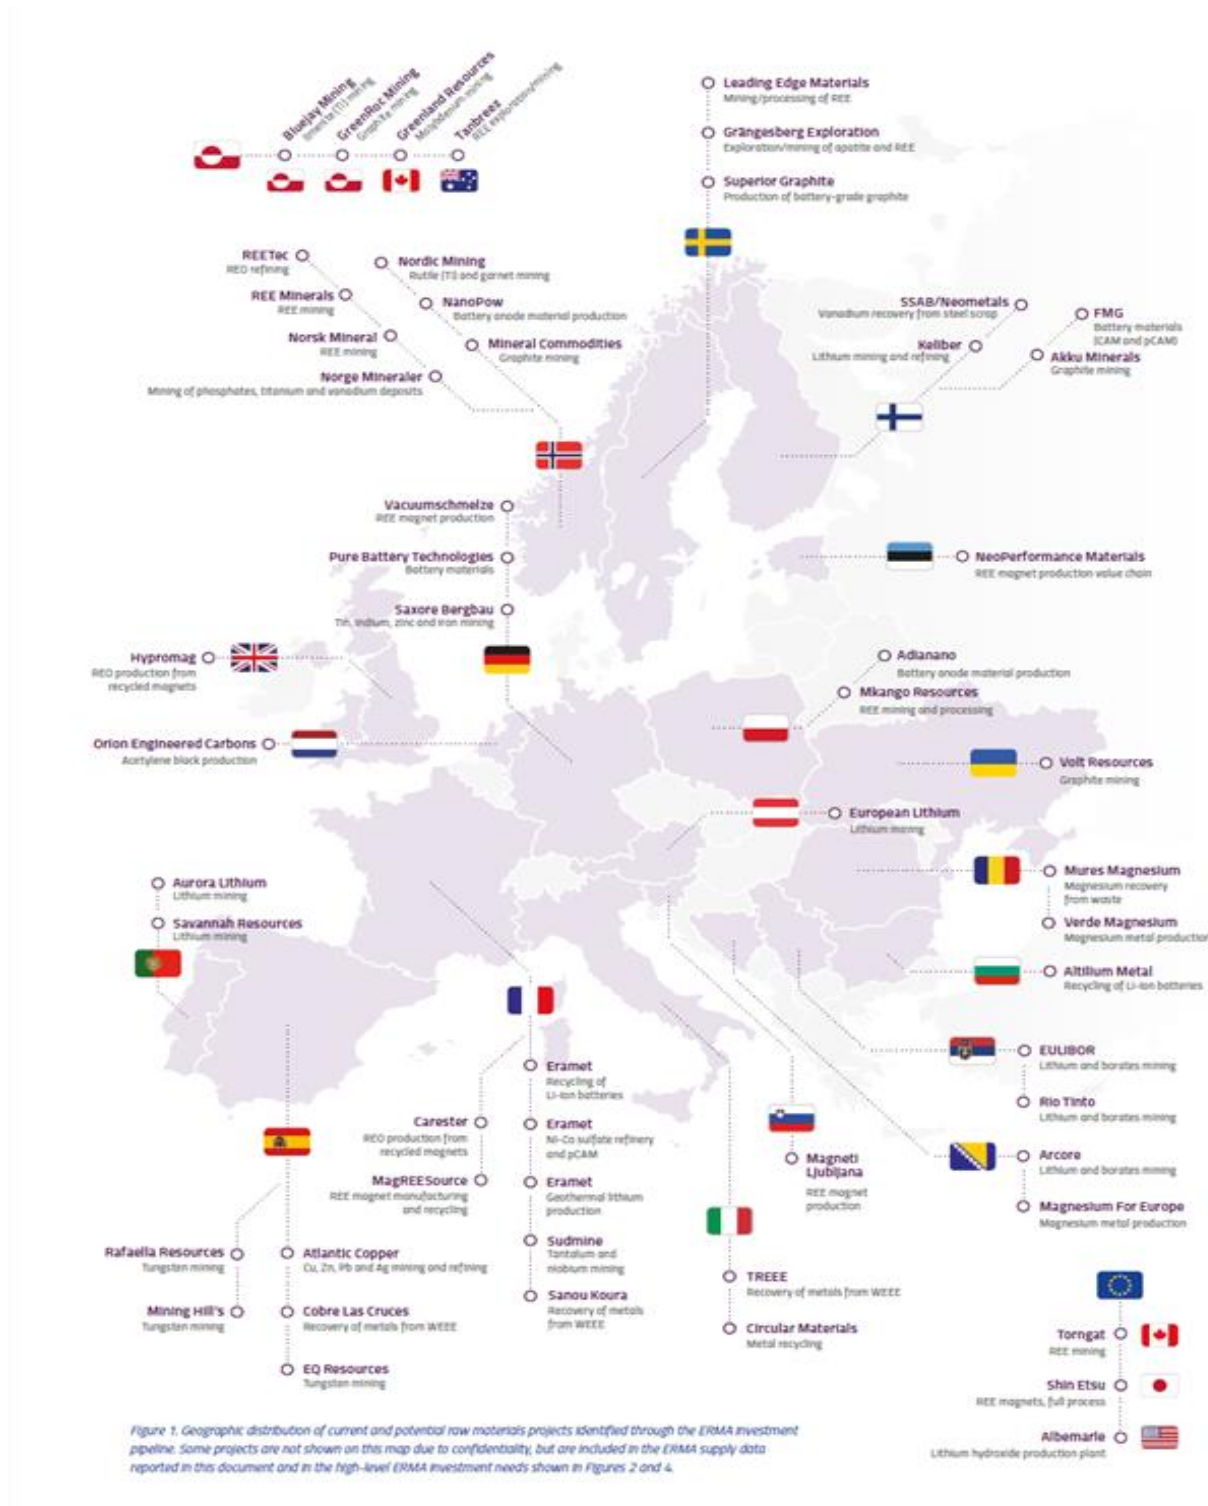 Bluejay Mining
Ilmenite (Ti) mining
GreenRoc Mining
Graphite mining
Greenland Resources
Molybdenum mining
Tanbreez
REE exploration/mining
Leading Edge Materials
Mining/processing of REE
Grängesberg Exploration
Exploration/mining of apatite and REE
Superior Graphite
Production of battery-grade graphite
REETec
REO refining
REE Minerals
REE mining
Norsk Mineral
REE mining
Norge Mineraler
Mining of phosphates, titanium and vanadium deposits
Nordic Mining
Rutile (Ti) and garnet mining
NanoPow
Battery anode material production
Mineral Commodities
Graphite mining
SSAB/Neometals
Vanadium recovery from steel scrap
Keliber
Lithium mining and refining
FMG
Battery materials
(CAM and pCAM)
Akku Minerals
Graphite mining
Vacuumschmelze
REE magnet production
Pure Battery Technologies
Battery materials
Saxore Bergbau
Tin, indium, zinc and iron mining
NeoPerformance Materials
REE magnet production value chain
Hypromag
REO production from
recycled magnets
Adianano
Battery anode material production
Mkango Resources
REE mining and processing
Orion Engineered Carbons
Acetylene black production
Volt Resources
Graphite mining
European Lithium
Lithium mining
Mures Magnesium
Magnesium recovery
from waste
Verde Magnesium
Magnesium metal production
Aurora Lithium
Lithium mining
Savannah Resources
Lithium mining
Altilium Metal
Recycling of Li-ion batteries
EULIBOR
Lithium and borates mining
Rio Tinto
Lithium and borates mining
Eramet
Recycling of
Li-ion batteries
Carester
REO production from
recycled magnets
Eramet
Ni-Co sulfate refinery
and pCAM
MagREESource
REE magnet manufacturing
and recycling
Eramet
Geothermal lithium
production
Sudmine
Tantalum and
niobium mining
Sanou Koura
Recovery of metals
from WEEE
Magneti
Ljubljana
REE magnet
production
Arcore
Lithium and borates mining
Magnesium For Europe
Magnesium metal production
Rafaella Resources
Tungsten mining
Mining Hill's
Tungsten mining
Atlantic Copper
Cu, Zn, Pb and Ag mining and refining
Cobre Las Cruces
Recovery of metals from WEEE
EQ Resources
Tungsten mining
TREEE
Recovery of metals from WEEE
Circular Materials
Metal recycling
Torngat
REE mining
Shin Etsu
REE magnets, full process
Albemarle
Lithium hydroxide production plant
Figure 1. Geographic distribution of current and potential raw materials projects identified through the ERMA investment
pipeline. Some projects are not shown on this map due to confidentiality, but are included in the ERMA supply data
reported in this document and in the high-level ERMA investment needs shown in Figures 2 and 4.